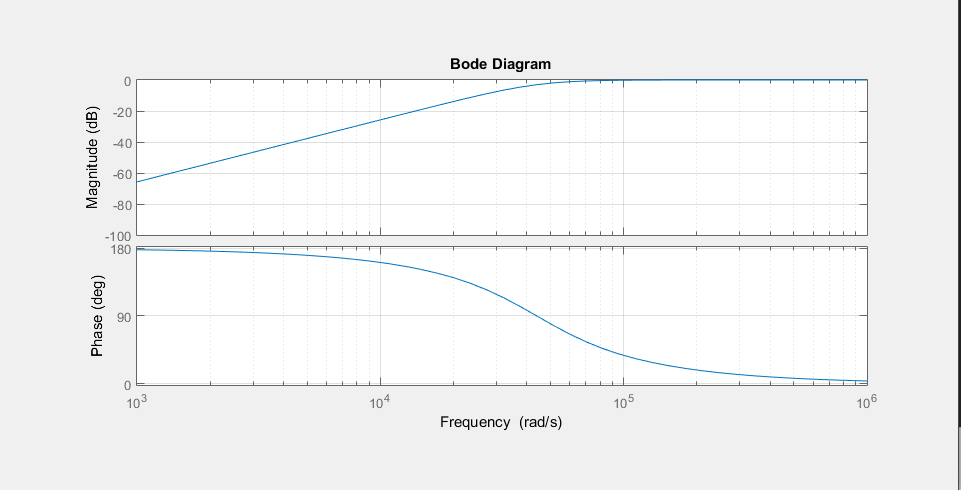 Bode Diagram
Magnitude (dB)
0
-20
-40
-60
-80
-100
Phase (deg)
180
90
0
10³ 10⁴ 10⁵ 10⁶
Frequency (rad/s)